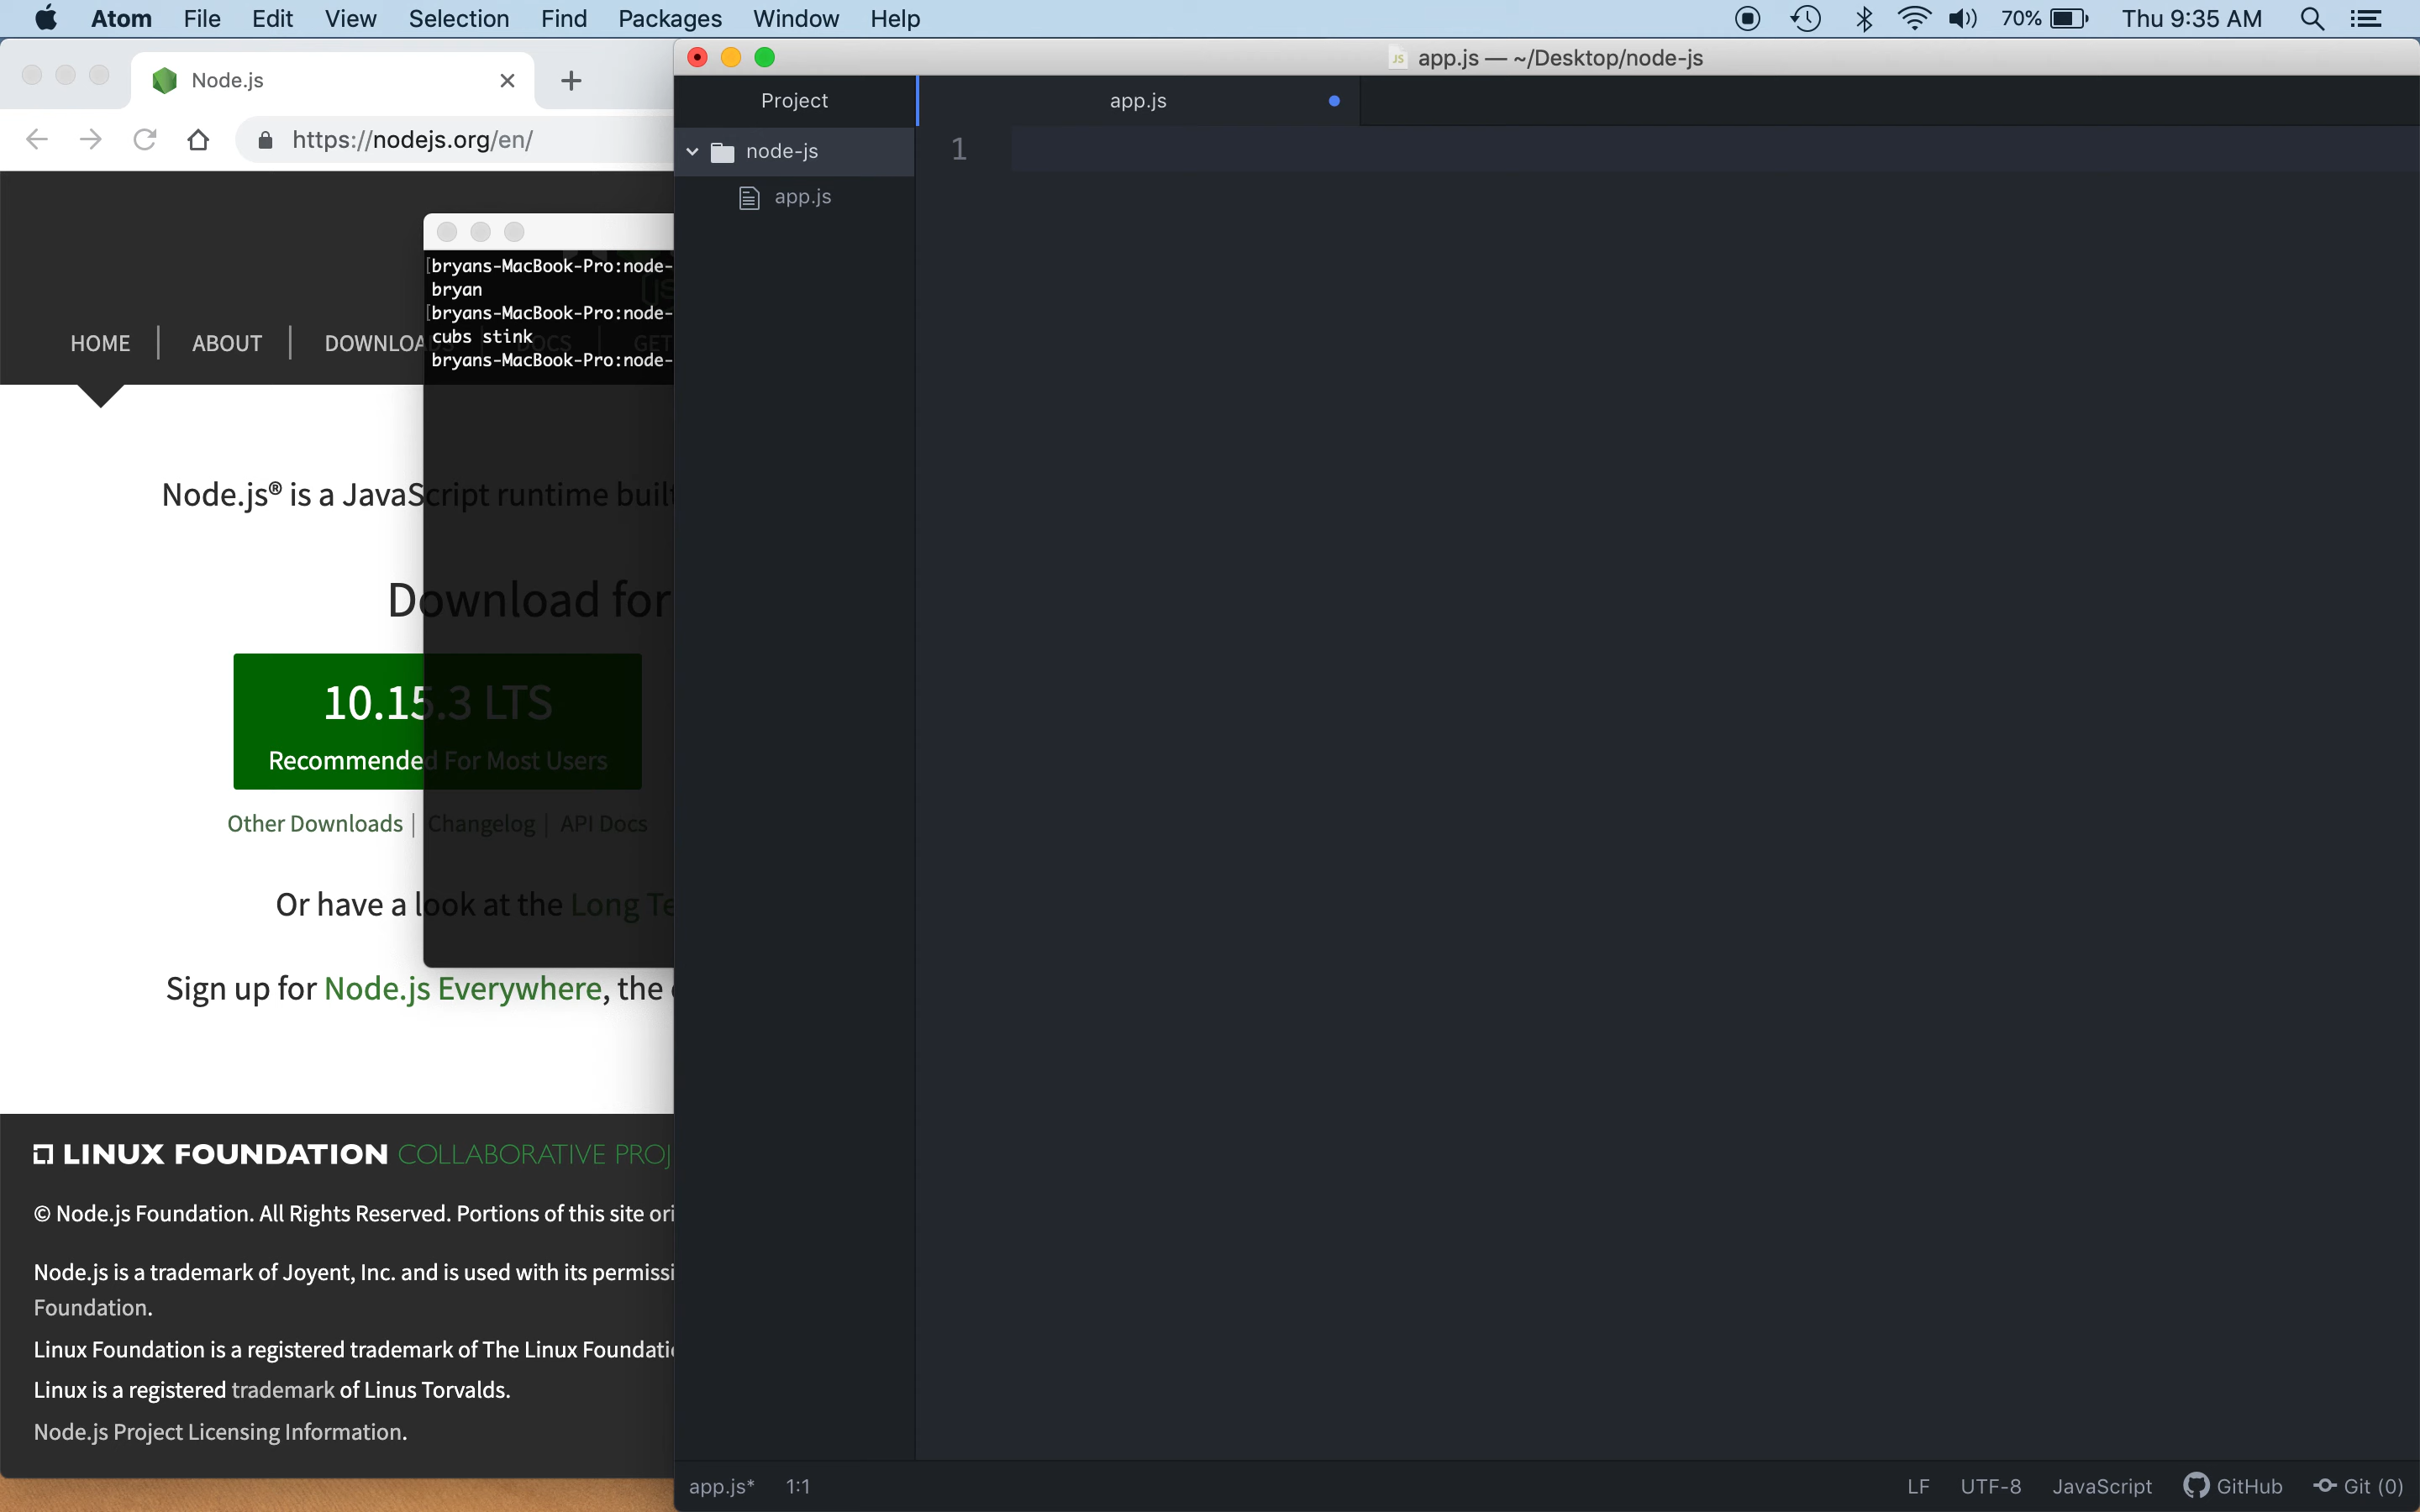 Atom File Edit View Selection Find Packages Window Help 70% Thu 9:35 AM
Node.js
https://nodejs.org/en/
HOME ABOUT DOWNLOADS DOCS GET
bryans-MacBook-Pro:node-
bryan
bryans-MacBook-Pro:node-
cubs stink
bryans-MacBook-Pro:node-
Node.js® is a JavaScript runtime built
Download for
10.15.3 LTS
Recommended For Most Users
Other Downloads | Changelog | API Docs
Or have a look at the Long Te
Sign up for Node.js Everywhere, the
LINUX FOUNDATION COLLABORATIVE PROJ
© Node.js Foundation. All Rights Reserved. Portions of this site ori
Node.js is a trademark of Joyent, Inc. and is used with its permissi
Foundation.
Linux Foundation is a registered trademark of The Linux Foundati
Linux is a registered trademark of Linus Torvalds.
Node.js Project Licensing Information.
JS app.js — ~/Desktop/node-js
Project
app.js
node-js
app.js
1
app.js* 1:1
LF UTF-8 JavaScript GitHub Git (0)